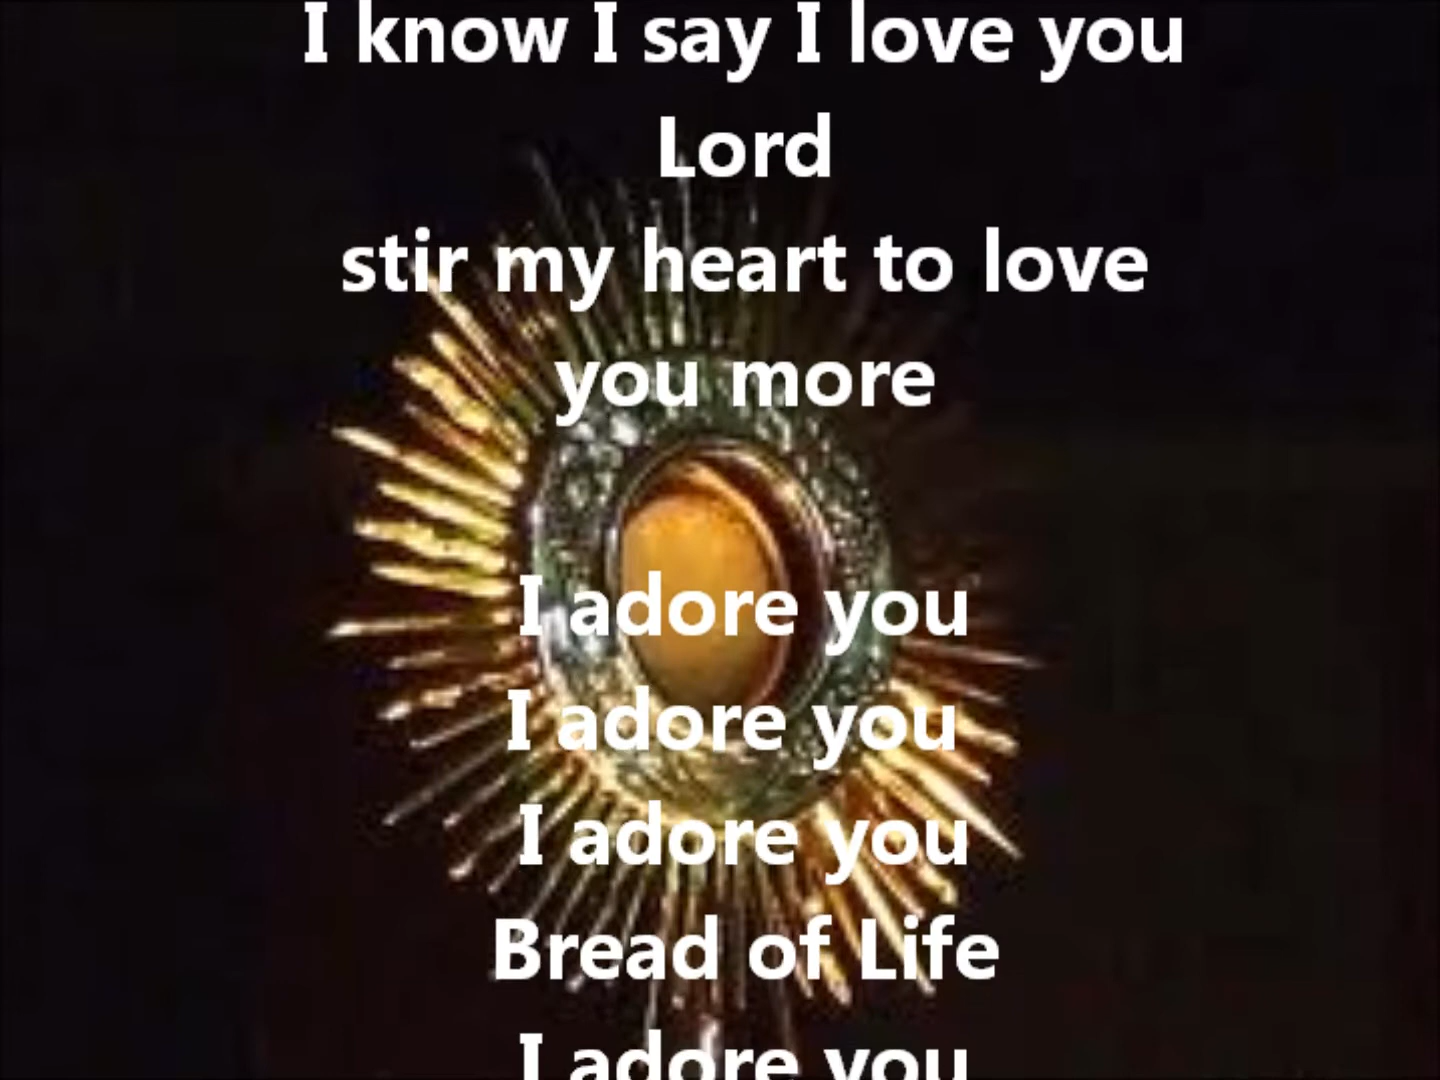 I know I say I love you
Lord
stir my heart to love
you more
I adore you
I adore you
I adore you
Bread of Life
I adore you